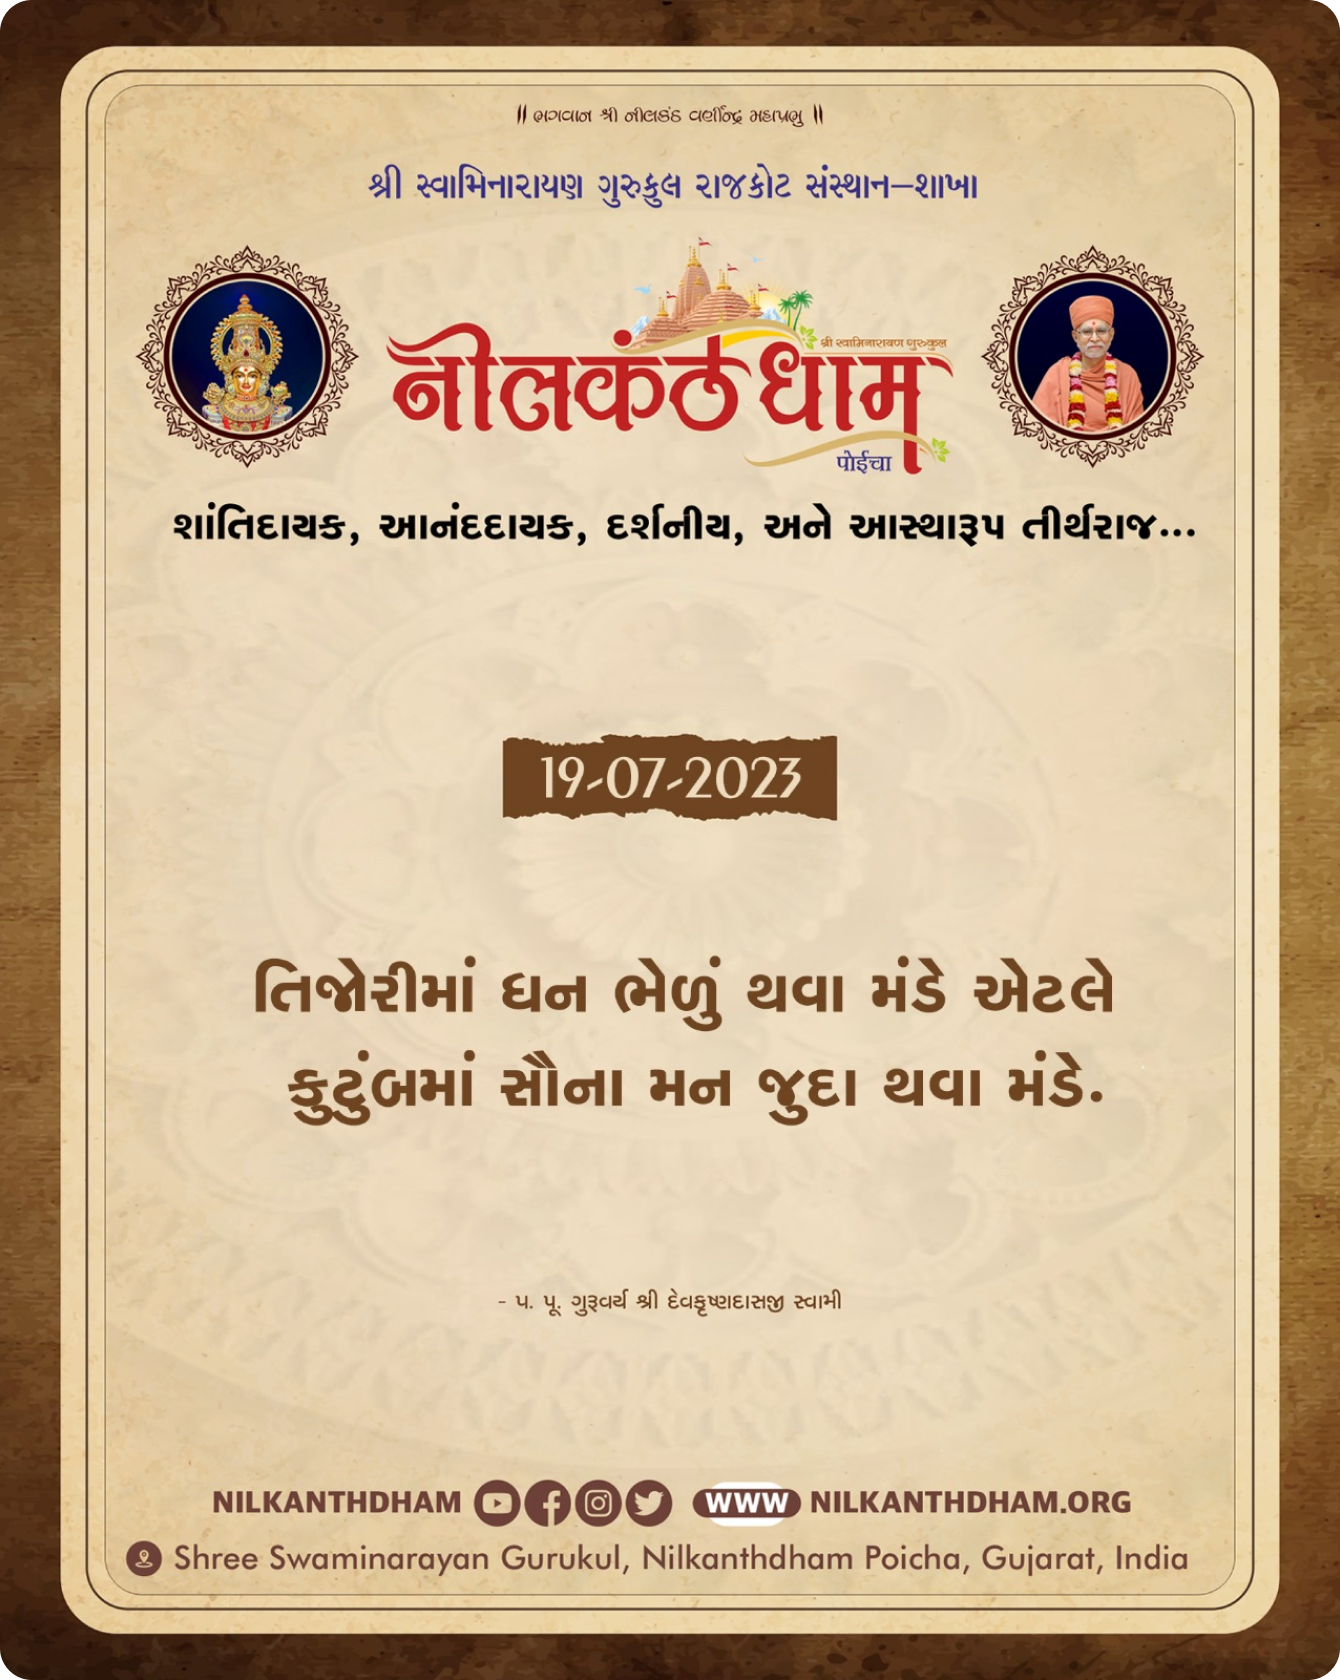 ॥ ભગવાન શ્રી નીલકંઠ વર્ણીન્દ્ર મહાપ્રભુ ॥
શ્રી સ્વામિનારાયણ ગુરુકુલ રાજકોટ સંસ્થાન–શાખા
श्री स्वामिनारायण गुरुकुल
नीलकंठ धाम
पोईचा
શાંતિદાયક, આનંદદાયક, દર્શનીય, અને આસ્થારૂપ તીર્થરાજ...
19-07-2023
તિજોરીમાં ધન ભેળું થવા મંડે એટલે
કુટુંબમાં સૌના મન જુદા થવા મંડે.
- પ. પૂ. ગુરૂવર્ય શ્રી દેવકૃષ્ણદાસજી સ્વામી
NILKANTHDHAM WWW NILKANTHDHAM.ORG
Shree Swaminarayan Gurukul, Nilkanthdham Poicha, Gujarat, India